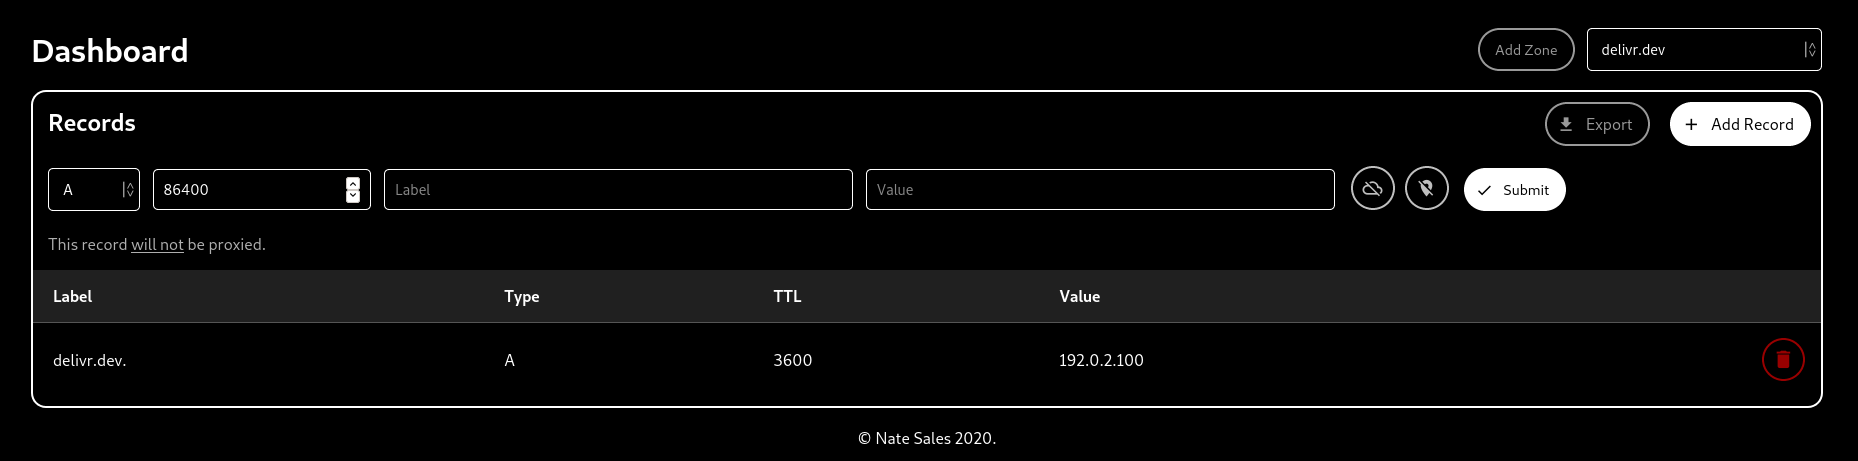 Dashboard
Add Zone
delivr.dev
Records
Export
Add Record
A
86400
Label
Value
Submit
This record will not be proxied.
Label Type TTL Value
delivr.dev. A 3600 192.0.2.100
© Nate Sales 2020.